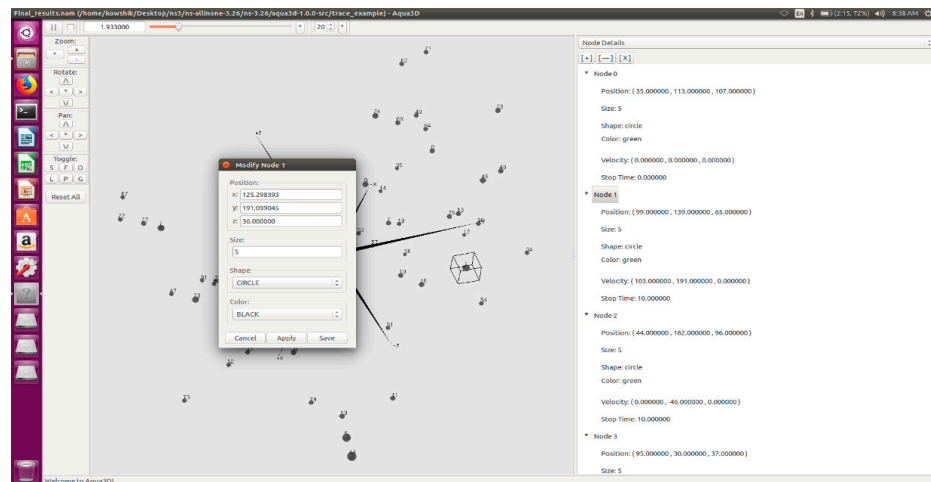 Final_results.nam (/home/kowshik/Desktop/ns3/ns-allinone-3.26/ns-3.26/aqua3d-1.0.0-src/trace_example) - Aqua3D
En (2:15, 72%) 8:38 AM
1.933000 20
Zoom:
Rotate:
Pan:
Toggle:
S F O
L P G
Reset All
Modify Node 1
Position:
x: 125.298393
y: 191.099045
z: 36.000000
Size:
5
Shape:
CIRCLE
Color:
BLACK
Cancel Apply Save
Node Details
[+] [—] [X]
Node 0
Position: ( 35.000000 , 113.000000 , 107.000000 )
Size: 5
Shape: circle
Color: green
Velocity: ( 0.000000 , 0.000000 , 0.000000 )
Stop Time: 0.000000
Node 1
Position: ( 99.000000 , 139.000000 , 65.000000 )
Size: 5
Shape: circle
Color: green
Velocity: ( 103.000000 , 191.000000 , 0.000000 )
Stop Time: 10.000000
Node 2
Position: ( 44.000000 , 162.000000 , 96.000000 )
Size: 5
Shape: circle
Color: green
Velocity: ( 0.000000 , -46.000000 , 0.000000 )
Stop Time: 10.000000
Node 3
Position: ( 95.000000 , 30.000000 , 37.000000 )
Size: 5
Welcome to Aqua3D!